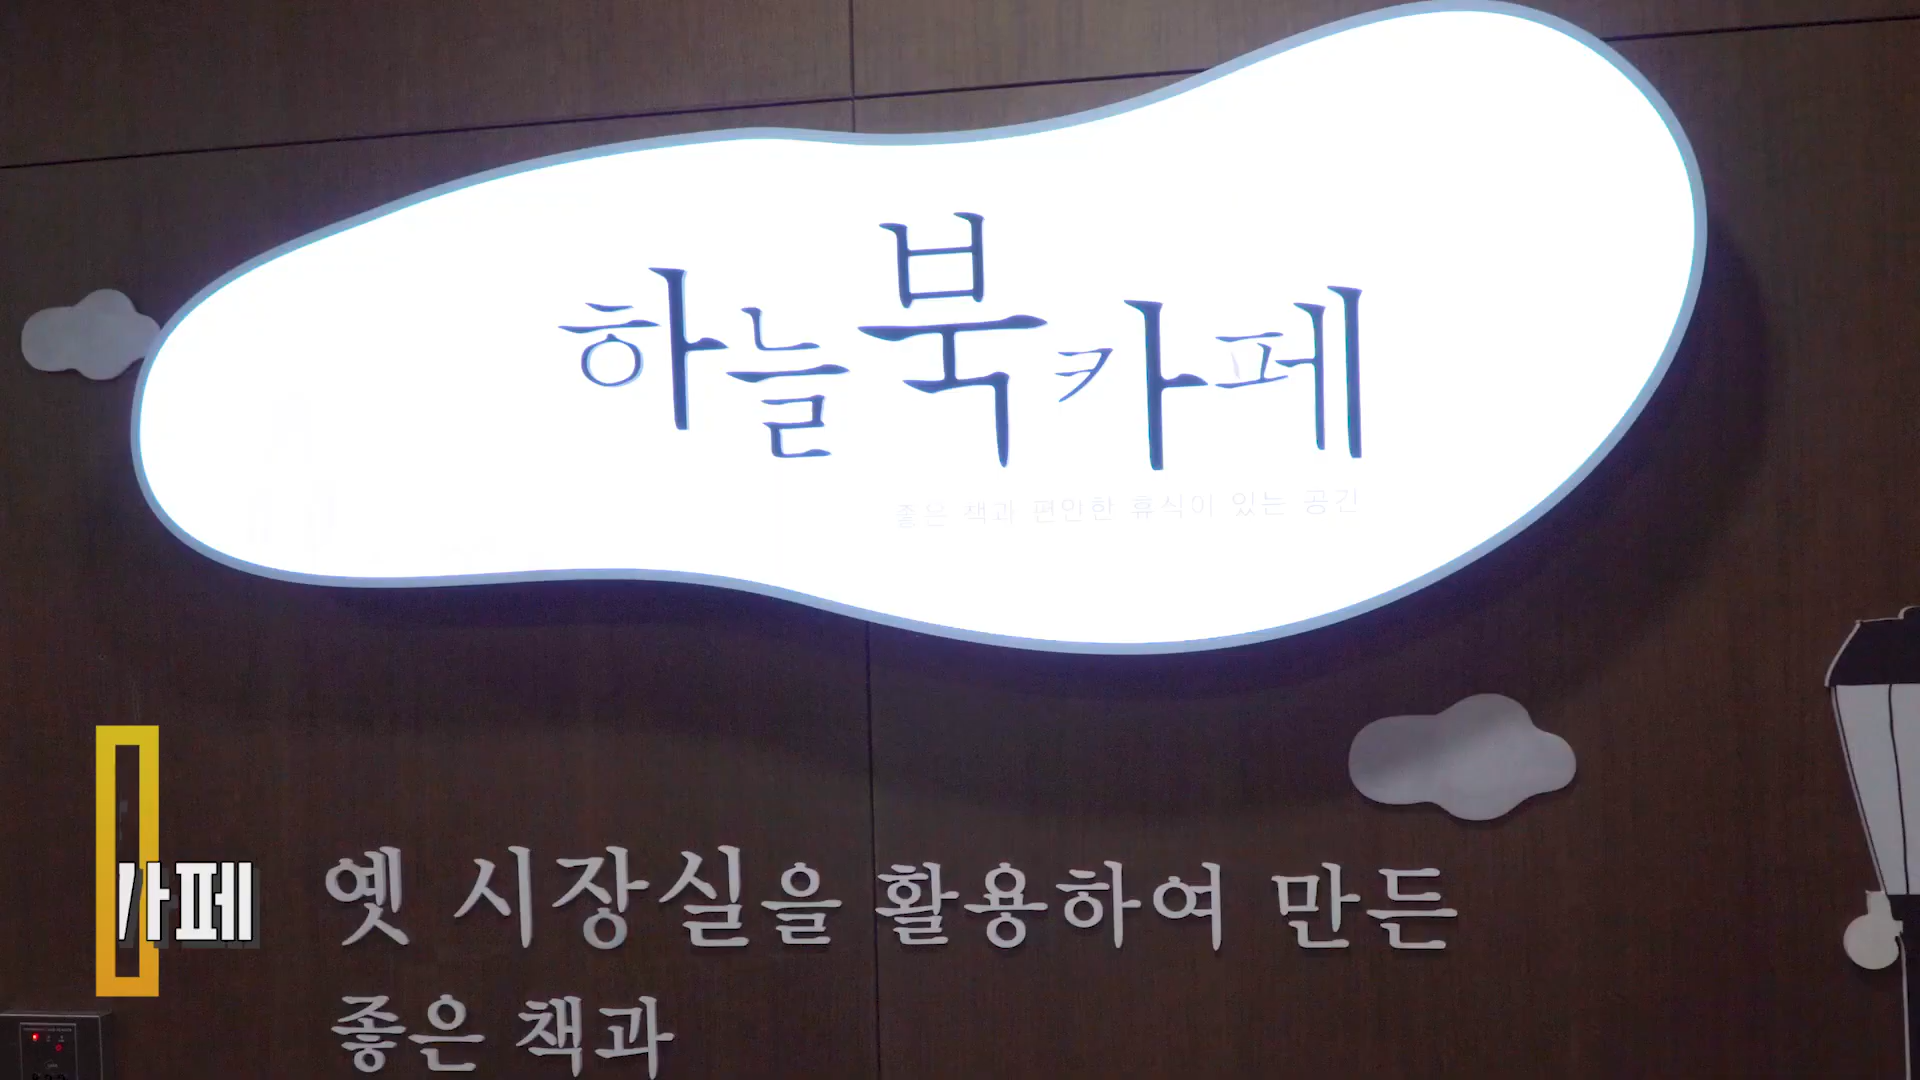 하늘북카페
좋은 책과 편안한 휴식이 있는 공간
카페
옛 시장실을 활용하여 만든
좋은 책과